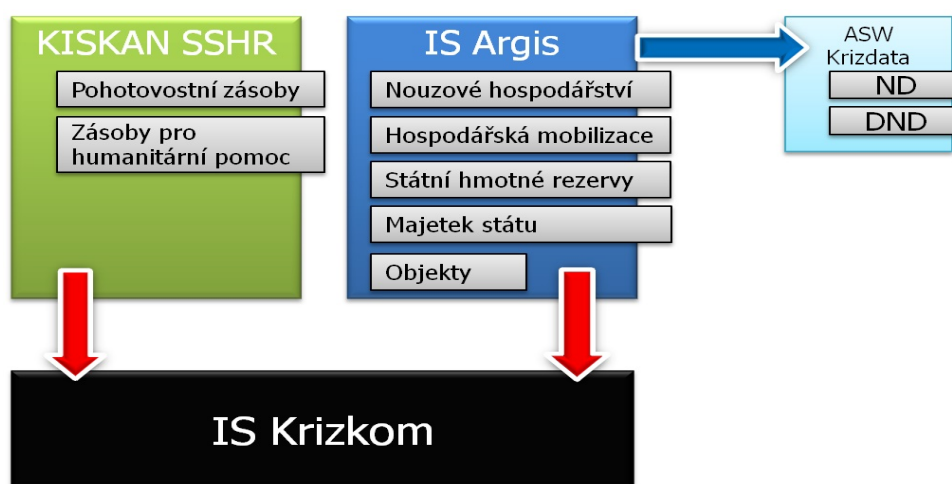 KISKAN SSHR
Pohotovostní zásoby
Zásoby pro
humanitární pomoc
IS Argis
Nouzové hospodářství
Hospodářská mobilizace
Státní hmotné rezervy
Majetek státu
Objekty
ASW
Krizdata
ND
DND
IS Krizkom